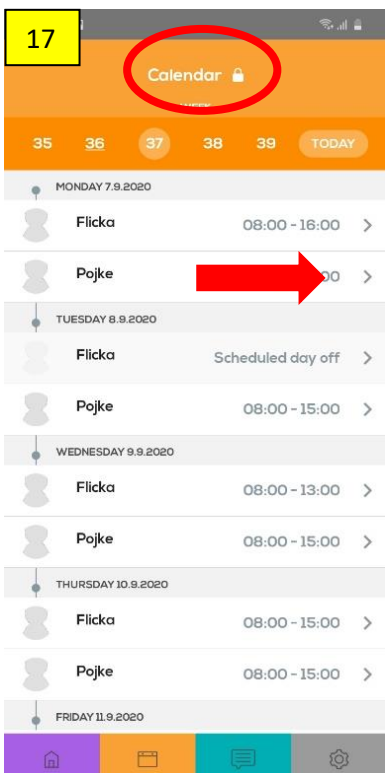 17
Calendar
WEEK
35 36 37 38 39 TODAY
MONDAY 7.9.2020
Flicka 08:00 - 16:00
Pojke 00
TUESDAY 8.9.2020
Flicka Scheduled day off
Pojke 08:00 - 15:00
WEDNESDAY 9.9.2020
Flicka 08:00 - 13:00
Pojke 08:00 - 15:00
THURSDAY 10.9.2020
Flicka 08:00 - 15:00
Pojke 08:00 - 15:00
FRIDAY 11.9.2020